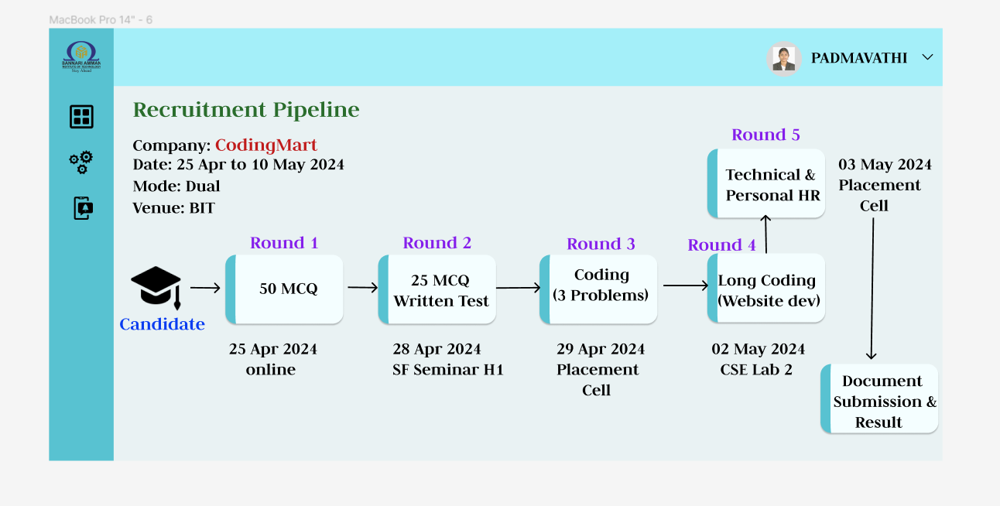 MacBook Pro 14" - 6
BANNARI AMMAN
INSTITUTE OF TECHNOLOGY
Stay Ahead
PADMAVATHI
Recruitment Pipeline
Company: CodingMart
Date: 25 Apr to 10 May 2024
Mode: Dual
Venue: BIT
Candidate
Round 1
50 MCQ
25 Apr 2024
online
Round 2
25 MCQ
Written Test
28 Apr 2024
SF Seminar H1
Round 3
Coding
(3 Problems)
29 Apr 2024
Placement
Cell
Round 4
Long Coding
(Website dev)
02 May 2024
CSE Lab 2
Round 5
Technical &
Personal HR
03 May 2024
Placement
Cell
Document
Submission &
Result